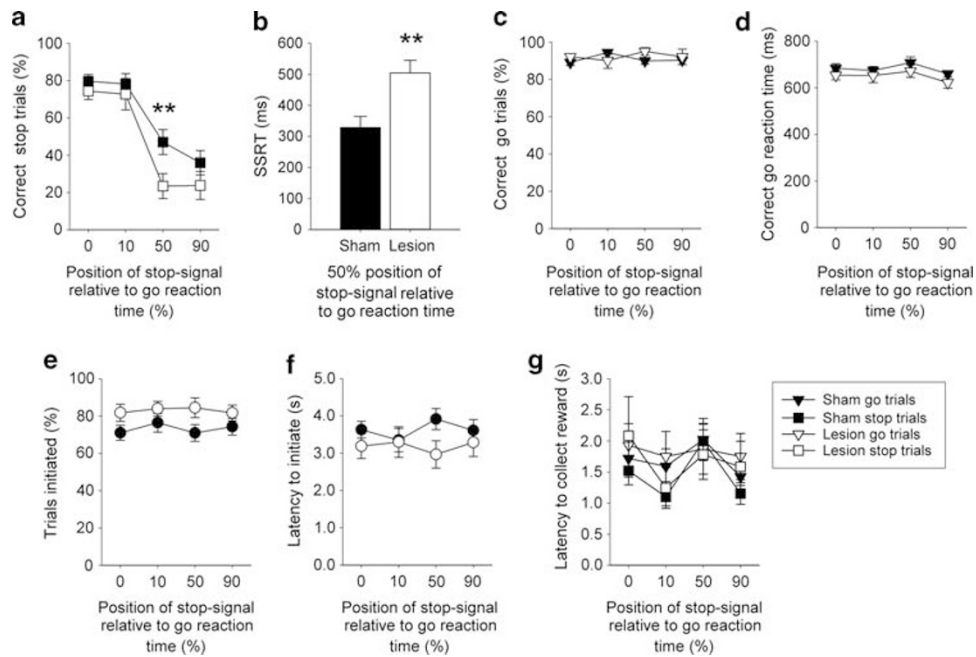 a
Correct stop trials (%)
100
80
60
40
20
0
**
0 10 50 90
Position of stop-signal
relative to go reaction
time (%)
b
SSRT (ms)
600
500
400
300
200
100
0
**
Sham Lesion
50% position of
stop-signal relative
to go reaction time
c
Correct go trials (%)
100
80
60
40
20
0
0 10 50 90
Position of stop-signal
relative to go reaction
time (%)
d
Correct go reaction time (ms)
800
600
400
200
0
0 10 50 90
Position of stop-signal
relative to go reaction
time (%)
e
Trials initiated (%)
100
80
60
40
20
0
0 10 50 90
Position of stop-signal
relative to go reaction
time (%)
f
Latency to initiate (s)
5.0
4.0
3.0
2.0
1.0
0
0 10 50 90
Position of stop-signal
relative to go reaction
time (%)
g
Latency to collect reward (s)
3.0
2.5
2.0
1.5
1.0
0.5
0
0 10 50 90
Position of stop-signal
relative to go reaction
time (%)
Sham go trials
Sham stop trials
Lesion go trials
Lesion stop trials